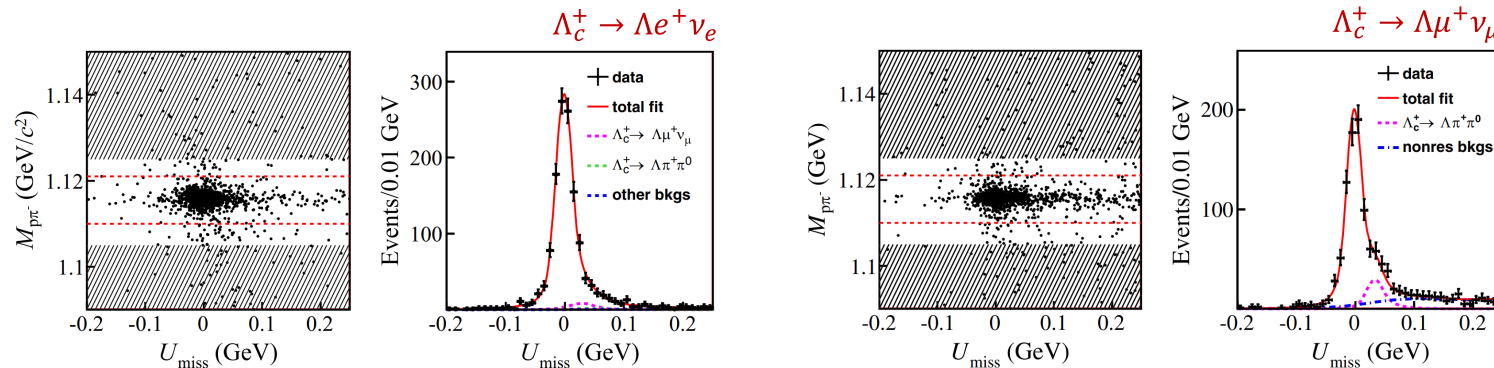 Λc+ → Λe+νe
Λc+ → Λμ+νμ
Mpπ- (GeV/c2)
1.14
1.12
1.1
-0.2 -0.1 0 0.1 0.2
Umiss (GeV)
Events/0.01 GeV
300
200
100
data
total fit
Λc+→ Λμ+νμ
Λc+→ Λπ+π0
other bkgs
-0.2 -0.1 0 0.1 0.2
Umiss (GeV)
Mpπ- (GeV)
1.14
1.12
1.1
-0.2 -0.1 0 0.1 0.2
Umiss (GeV)
Events/0.01 GeV
200
100
0
data
total fit
Λc+→ Λπ+π0
nonres bkgs
-0.2 -0.1 0 0.1 0.2
Umiss (GeV)